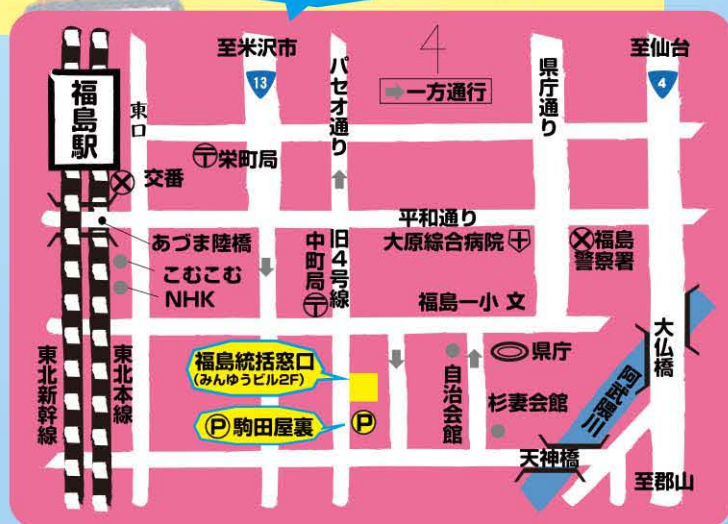 至米沢市
13
パセオ通り
一方通行
県庁通り
至仙台
4
福島駅
東口
栄町局
交番
平和通り
あづま陸橋
こむこむ
NHK
中町局
旧4号線
大原綜合病院
福島警察署
福島一小 文
東北新幹線
東北本線
福島統括窓口
(みんゆうビル2F)
P 駒田屋裏
P
自治会館
県庁
杉妻会館
大仏橋
阿武隈川
天神橋
至郡山